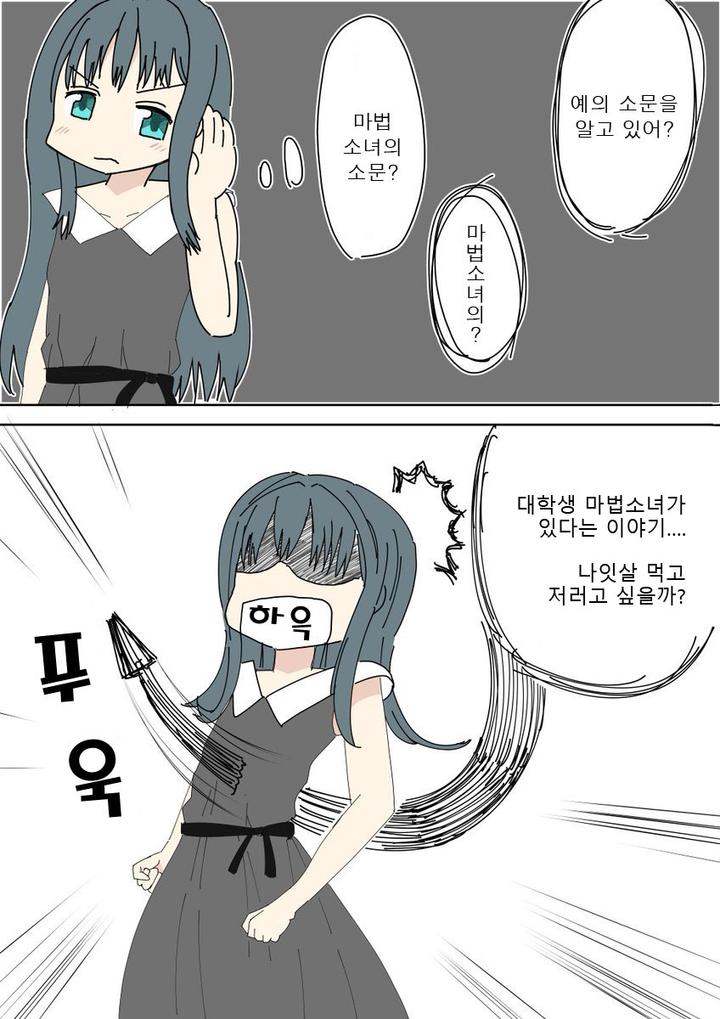 예의 소문을
알고 있어?
마법
소녀의
소문?
마법소녀의?
대학생 마법소녀가
있다는 이야기....
나잇살 먹고
저러고 싶을까?
하윽
푸욱